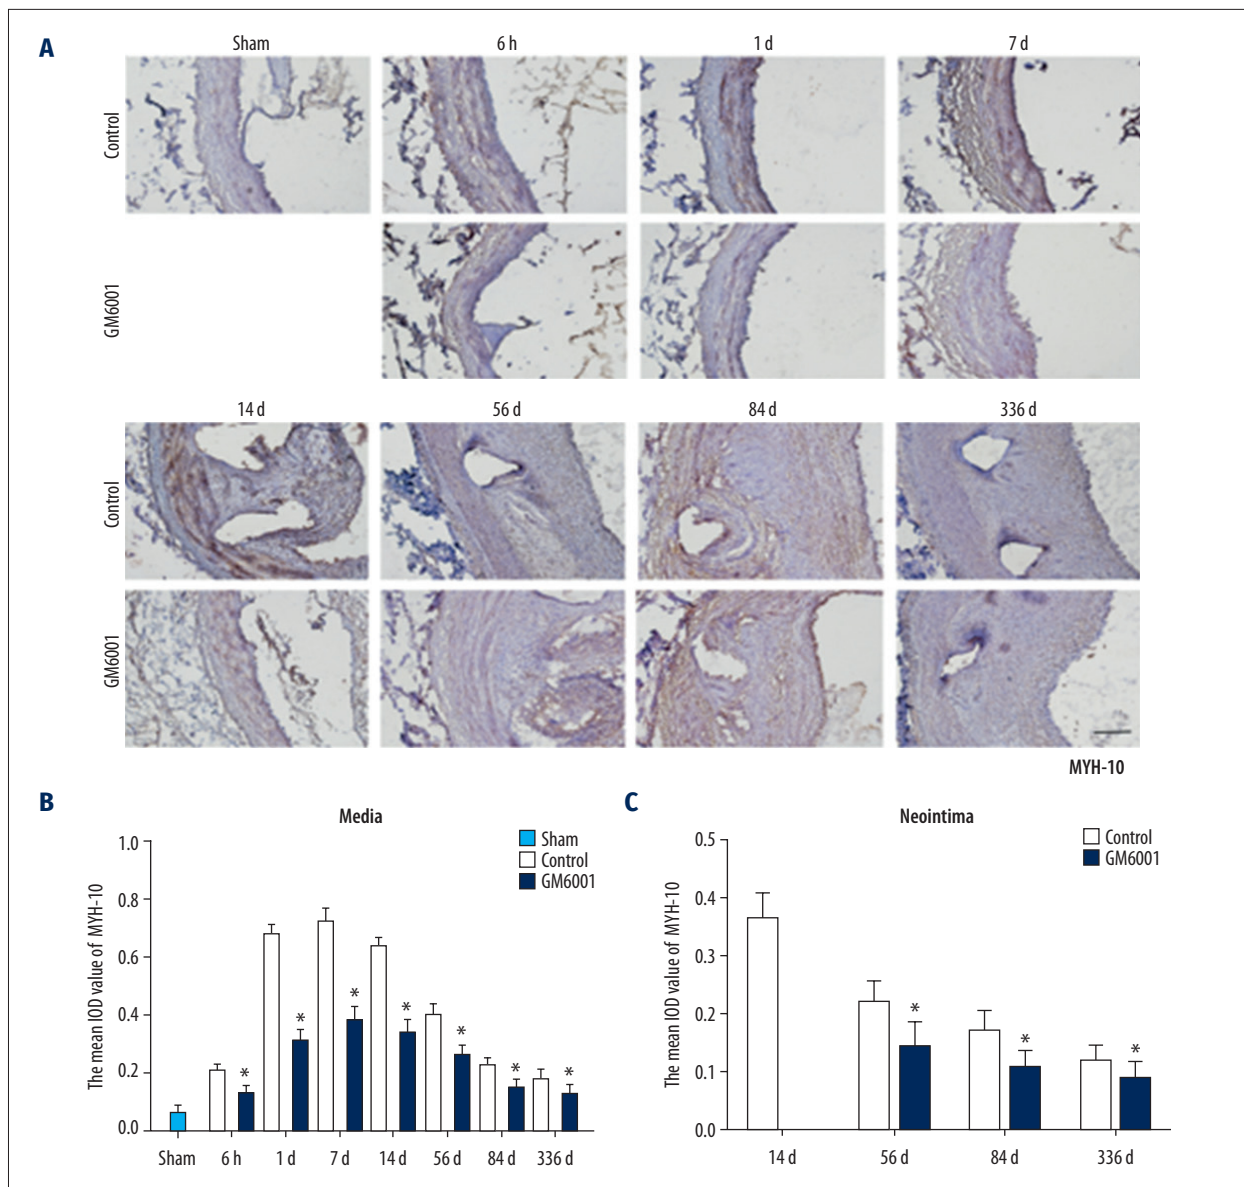 A
Sham 6 h 1 d 7 d
Control
GM6001
14 d 56 d 84 d 336 d
Control
GM6001
MYH-10
B
Media
Sham
Control
GM6001
The mean IOD value of MYH-10
1.0
0.8
0.6
0.4
0.2
0.0
* * * * * * *
Sham 6 h 1 d 7 d 14 d 56 d 84 d 336 d
C
Neointima
Control
GM6001
The mean IOD value of MYH-10
0.5
0.4
0.3
0.2
0.1
0.0
* * *
14 d 56 d 84 d 336 d